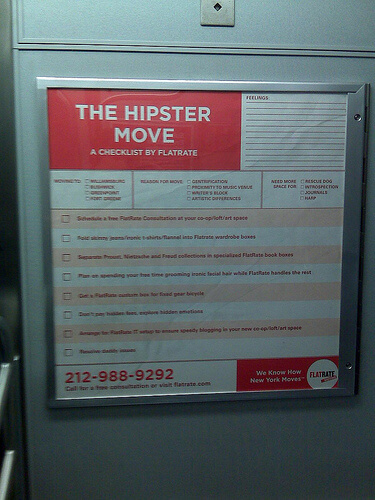 THE HIPSTER
MOVE
A CHECKLIST BY FLATRATE
FEELINGS:
MOVING TO: WILLIAMSBURG
BUSHWICK
GREENPOINT
FORT GREENE
REASON FOR MOVE: GENTRIFICATION
PROXIMITY TO MUSIC VENUE
WRITER'S BLOCK
ARTISTIC DIFFERENCES
NEED MORE SPACE FOR: RESCUE DOG
INTROSPECTION
JOURNALS
HARP
Schedule a free FlatRate Consultation at your co-op/loft/art space
Fold skinny jeans/ironic t-shirts/flannel into Flatrate wardrobe boxes
Separate Proust, Nietzsche and Freud collections in specialized FlatRate book boxes
Plan on spending your free time grooming ironic facial hair while FlatRate handles the rest
Get a FlatRate custom box for fixed gear bicycle
Don't pay hidden fees, explore hidden emotions
Arrange for FlatRate IT setup to ensure speedy blogging in your new co-op/loft/art space
Resolve daddy issues
212-988-9292
Call for a free consultation or visit flatrate.com
We Know How
New York Moves™
FLATRATE
MOVING